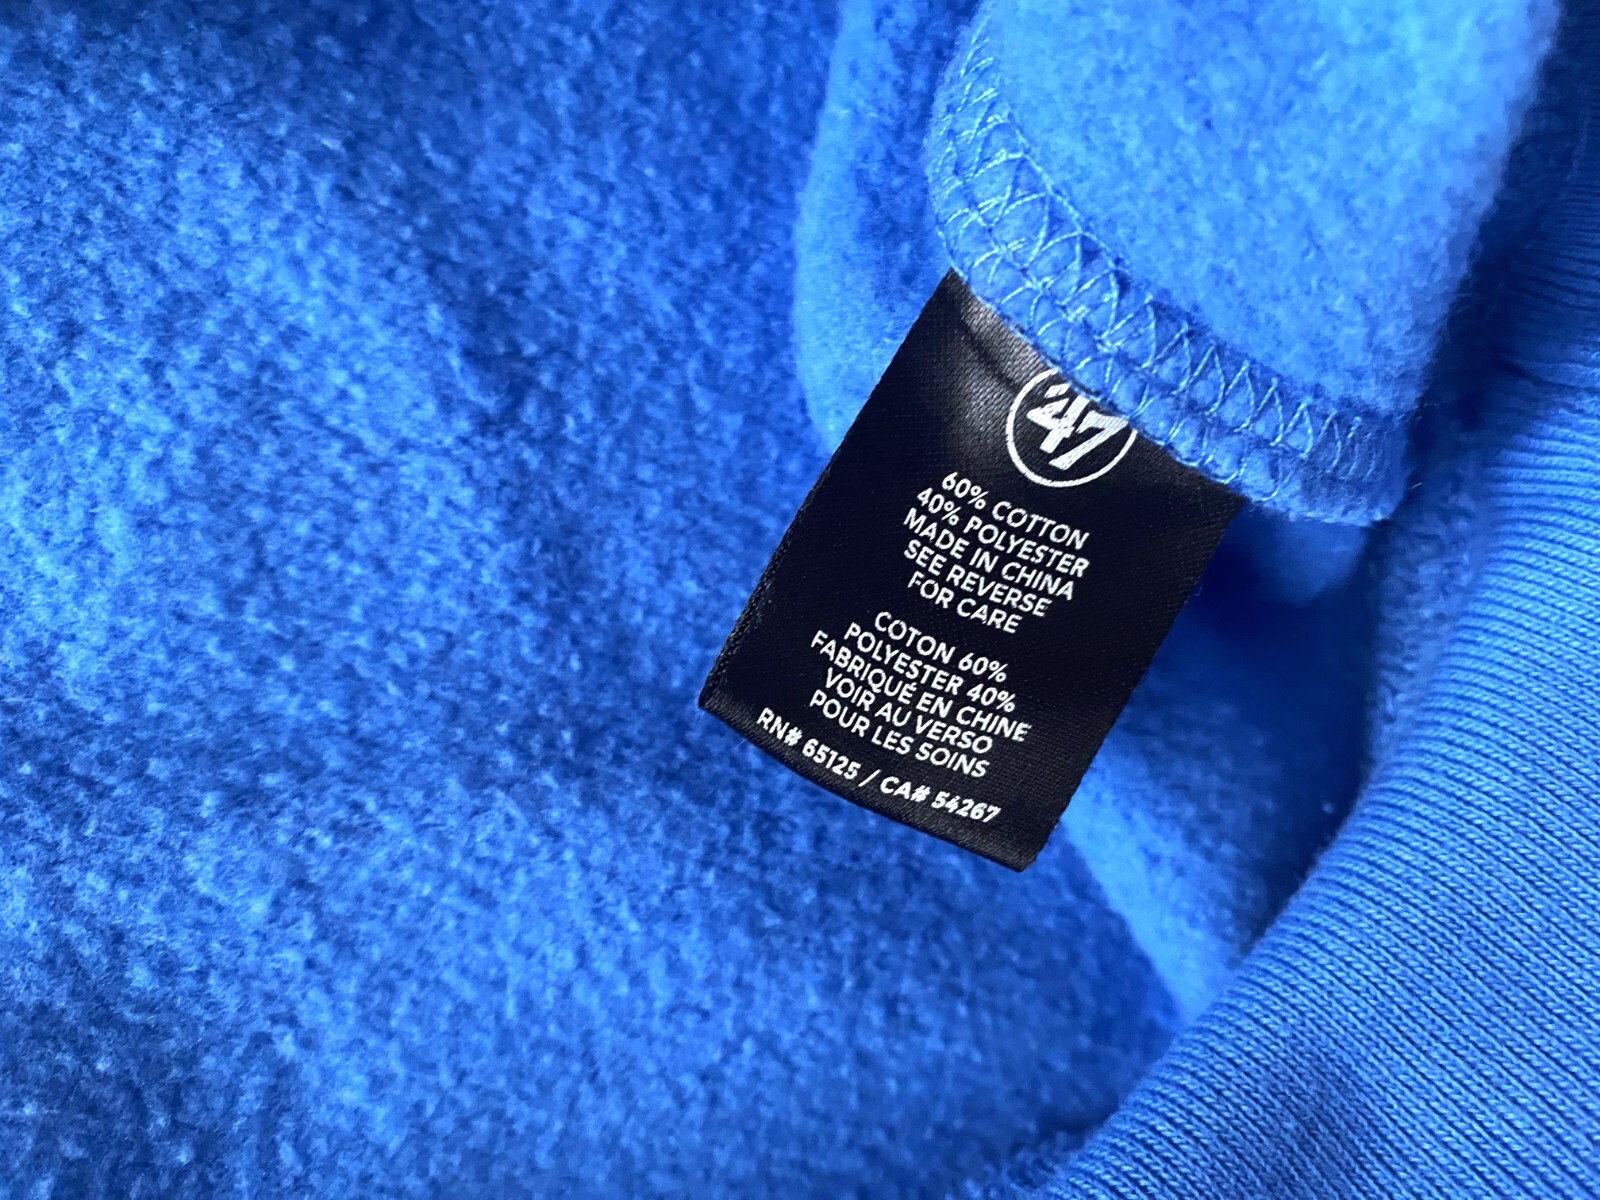 '47
60% COTTON
40% POLYESTER
MADE IN CHINA
SEE REVERSE
FOR CARE
COTON 60%
POLYESTER 40%
FABRIQUÉ EN CHINE
VOIR AU VERSO
POUR LES SOINS
RN# 65125 / CA# 54267